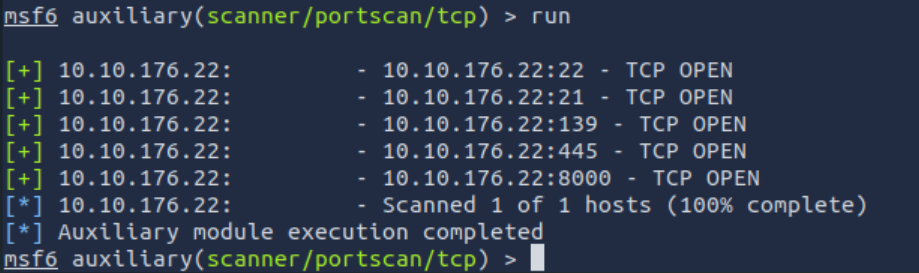 msf6 auxiliary(scanner/portscan/tcp) > run
[+] 10.10.176.22: - 10.10.176.22:22 - TCP OPEN
[+] 10.10.176.22: - 10.10.176.22:21 - TCP OPEN
[+] 10.10.176.22: - 10.10.176.22:139 - TCP OPEN
[+] 10.10.176.22: - 10.10.176.22:445 - TCP OPEN
[+] 10.10.176.22: - 10.10.176.22:8000 - TCP OPEN
[*] 10.10.176.22: - Scanned 1 of 1 hosts (100% complete)
[*] Auxiliary module execution completed
msf6 auxiliary(scanner/portscan/tcp) >